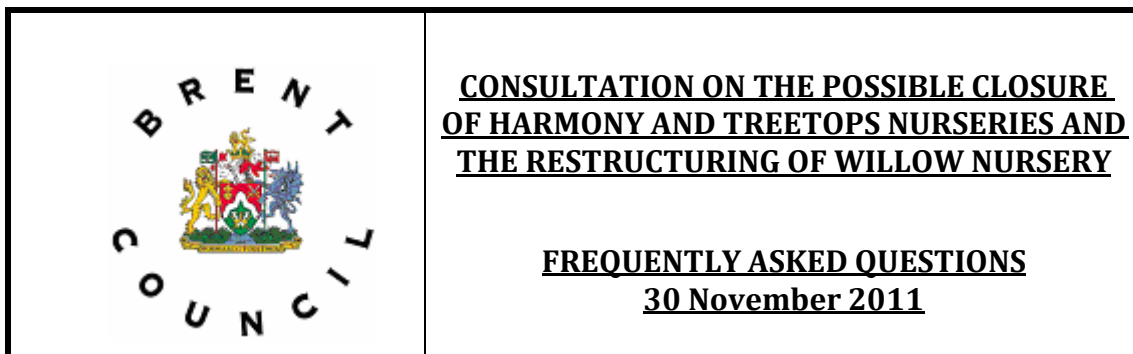 BRENT
COUNCIL
CONSULTATION ON THE POSSIBLE CLOSURE
OF HARMONY AND TREETOPS NURSERIES AND
THE RESTRUCTURING OF WILLOW NURSERY
FREQUENTLY ASKED QUESTIONS
30 November 2011